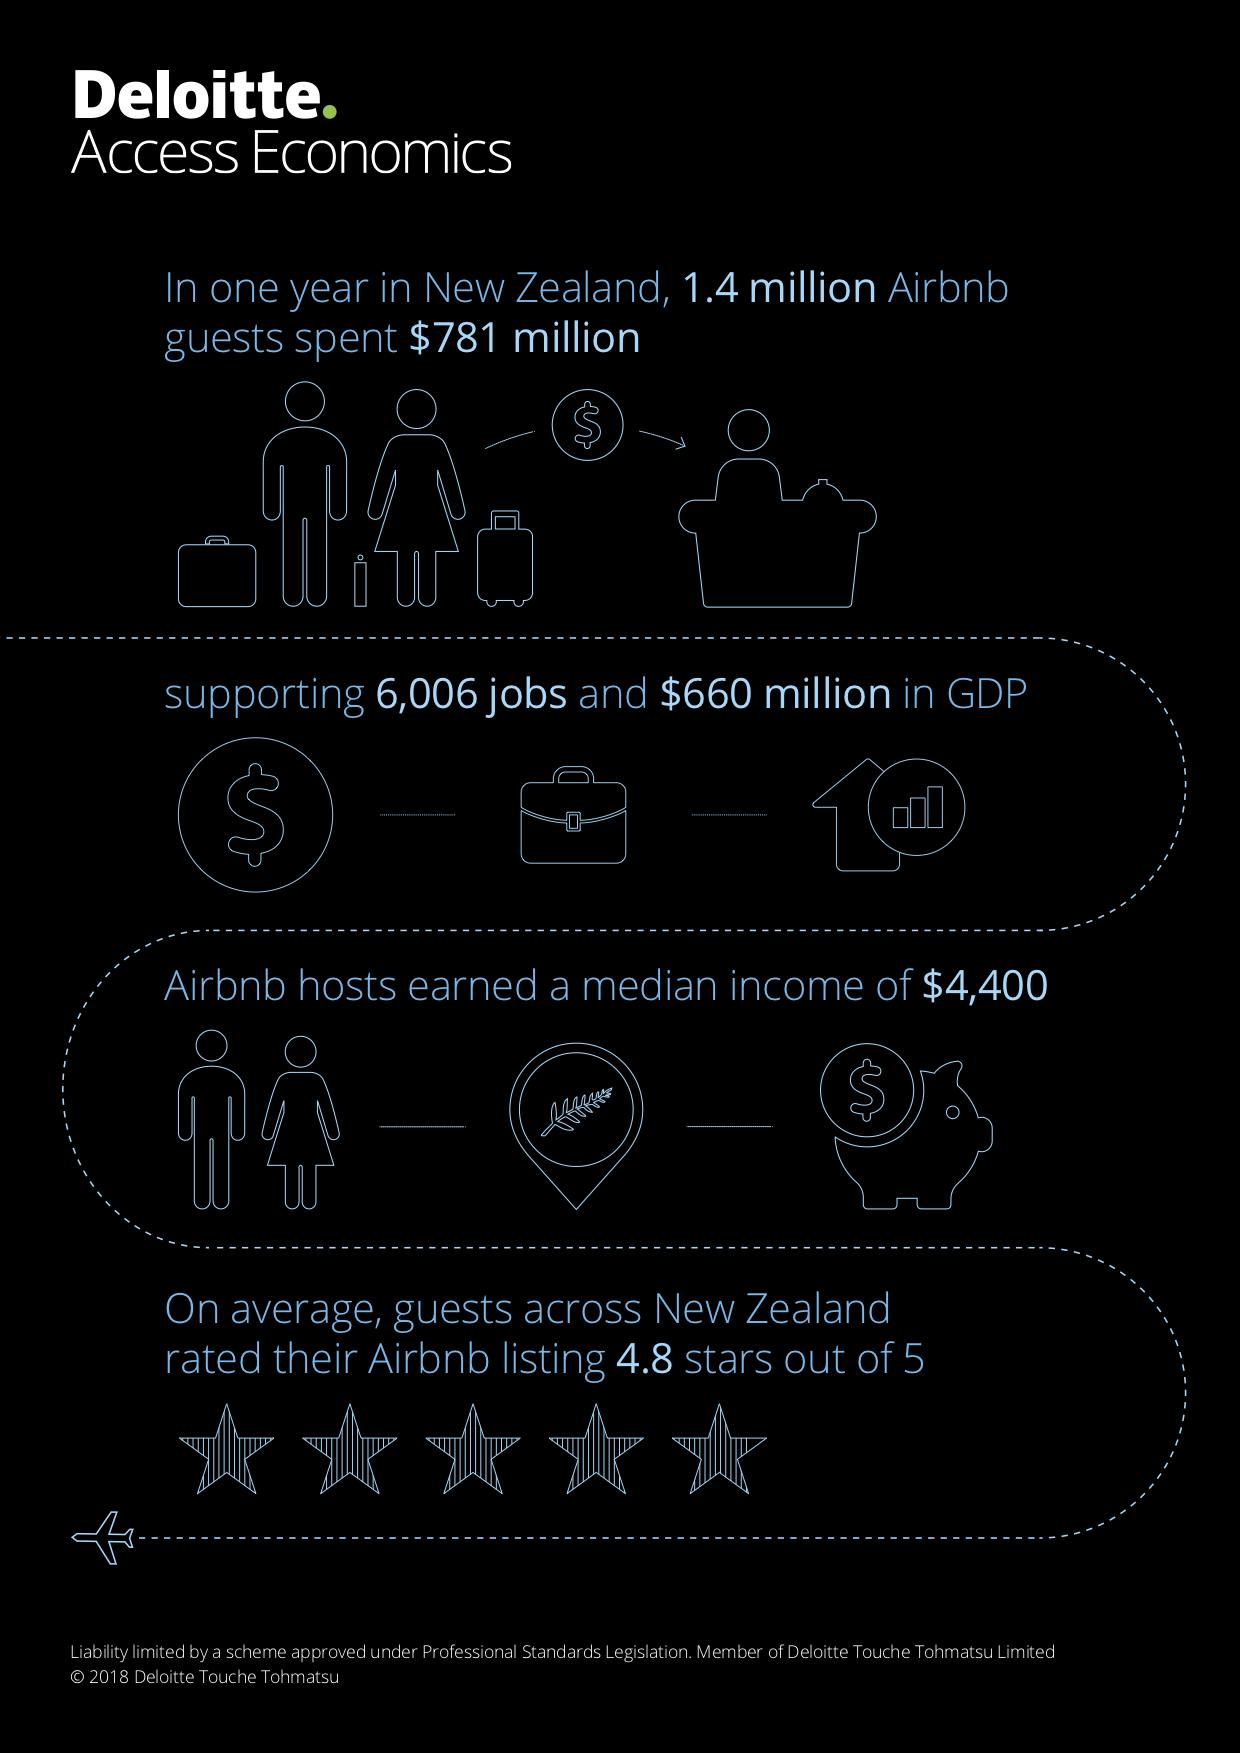 Deloitte.
Access Economics
In one year in New Zealand, 1.4 million Airbnb
guests spent $781 million
$
supporting 6,006 jobs and $660 million in GDP
$
Airbnb hosts earned a median income of $4,400
$
On average, guests across New Zealand
rated their Airbnb listing 4.8 stars out of 5
Liability limited by a scheme approved under Professional Standards Legislation. Member of Deloitte Touche Tohmatsu Limited
© 2018 Deloitte Touche Tohmatsu